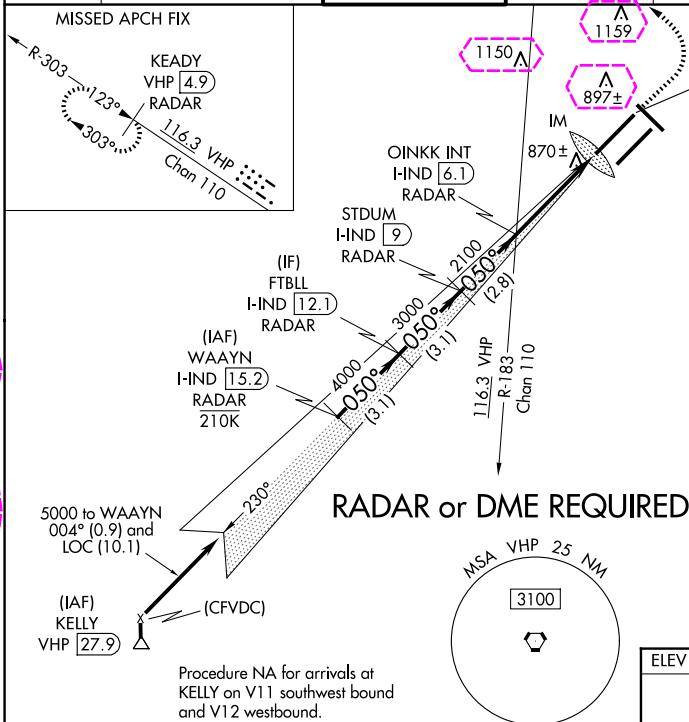 MISSED APCH FIX
KEADY
VHP 4.9
RADAR
R-303
123°
303°
116.3 VHP
Chan 110
1150
1159
897±
IM
870±
OINKK INT
I-IND 6.1
RADAR
STDUM
I-IND 9
RADAR
(IF)
FTBLL
I-IND 12.1
RADAR
(IAF)
WAAYN
I-IND 15.2
RADAR
210K
2100
050°
(2.8)
3000
050°
(3.1)
4000
050°
(3.1)
116.3 VHP
R-183
Chan 110
230°
RADAR or DME REQUIRED
5000 to WAAYN
004° (0.9) and
LOC (10.1)
(IAF)
KELLY
VHP 27.9
(CFVDC)
MSA VHP 25 NM
3100
Procedure NA for arrivals at
KELLY on V11 southwest bound
and V12 westbound.
ELEV